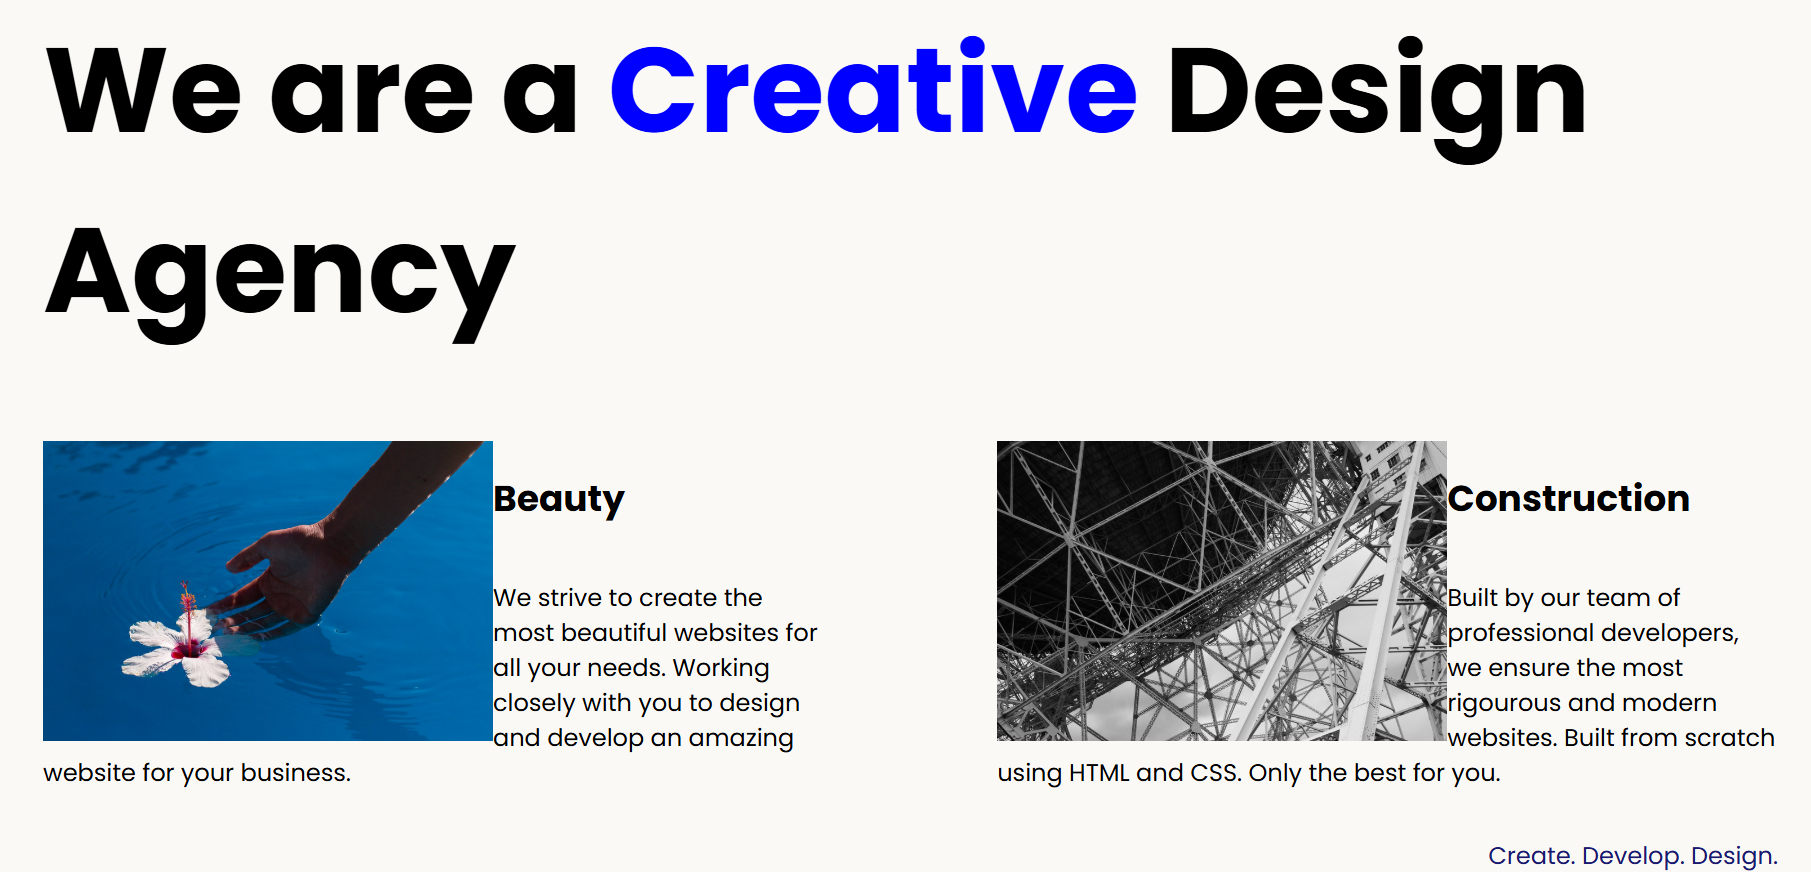 We are a Creative Design
Agency
Beauty
We strive to create the
most beautiful websites for
all your needs. Working
closely with you to design
and develop an amazing
website for your business.
Construction
Built by our team of
professional developers,
we ensure the most
rigourous and modern
websites. Built from scratch
using HTML and CSS. Only the best for you.
Create. Develop. Design.